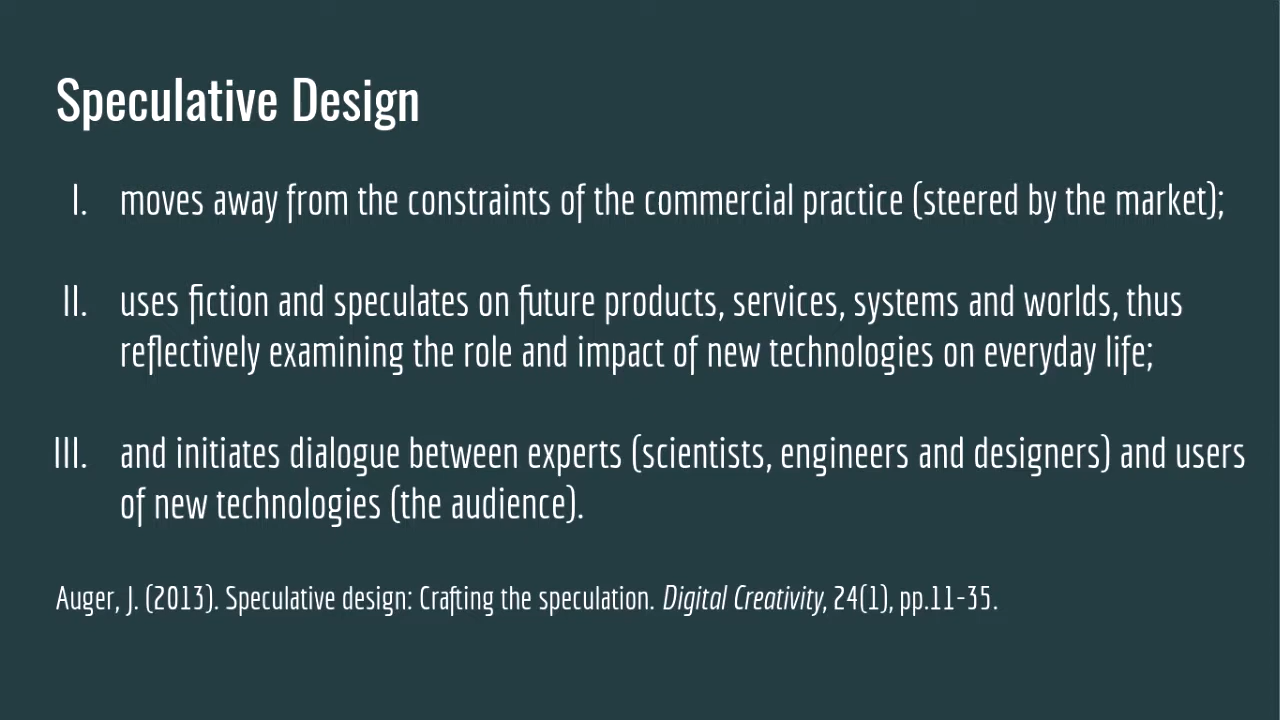 Speculative Design
I. moves away from the constraints of the commercial practice (steered by the market);
II. uses fiction and speculates on future products, services, systems and worlds, thus
reflectively examining the role and impact of new technologies on everyday life;
III. and initiates dialogue between experts (scientists, engineers and designers) and users
of new technologies (the audience).
Auger, J. (2013). Speculative design: Crafting the speculation. Digital Creativity, 24(1), pp.11-35.